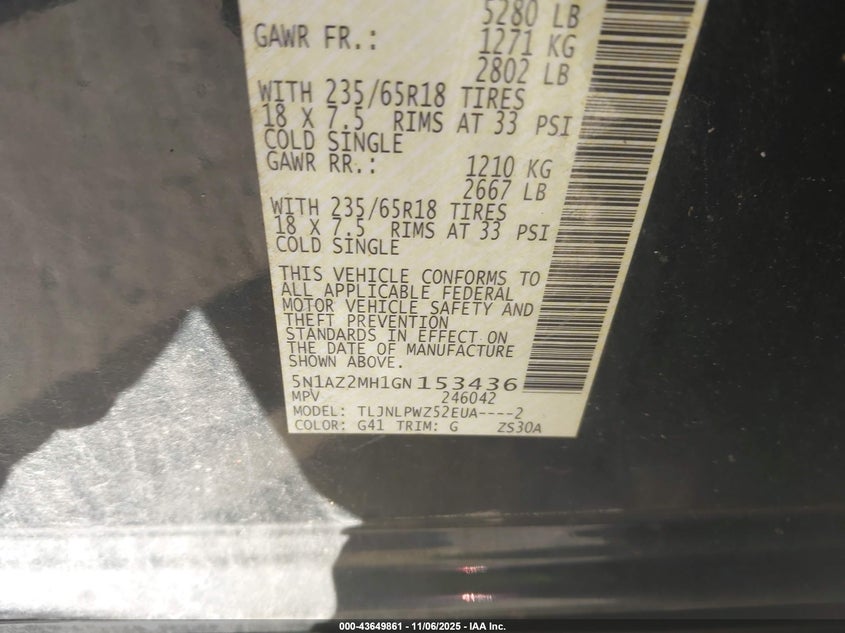 5280 LB
GAWR FR.: 1271 KG
2802 LB
WITH 235/65R18 TIRES
18 X 7.5 RIMS AT 33 PSI
COLD SINGLE
GAWR RR.: 1210 KG
2667 LB
WITH 235/65R18 TIRES
18 X 7.5 RIMS AT 33 PSI
COLD SINGLE
THIS VEHICLE CONFORMS TO
ALL APPLICABLE FEDERAL
MOTOR VEHICLE SAFETY AND
THEFT PREVENTION
STANDARDS IN EFFECT ON
THE DATE OF MANUFACTURE
SHOWN ABOVE.
5N1AZ2MH1GN153436
MPV 246042
MODEL: TLJNLPWZ52EUA----2
COLOR: G41 TRIM: G ZS30A
000-43649861 - 11/06/2025 - IAA Inc.